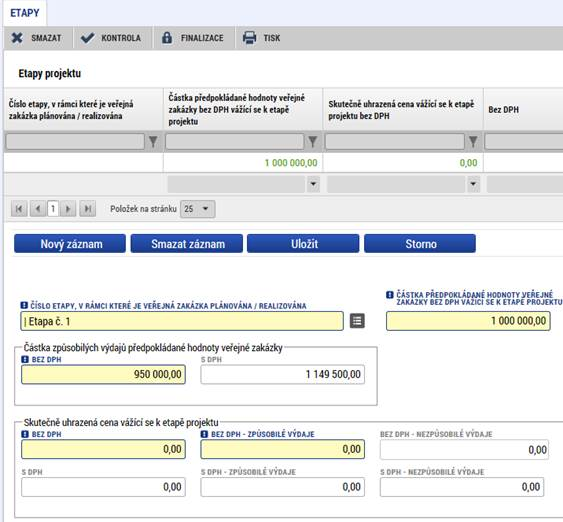 ETAPY
SMAZAT KONTROLA FINALIZACE TISK
Etapy projektu
Číslo etapy, v rámci které je veřejná
zakázka plánovaná / realizovaná
Částka předpokládané hodnoty veřejné
zakázky bez DPH vážící se k etapě
projektu
Skutečně uhrazená cena vážící se k etapě
projektu bez DPH
Bez DPH
1 000 000,00 0,00
1 Položek na stránku 25
Nový záznam Smazat záznam Uložit Storno
ČÍSLO ETAPY, V RÁMCI KTERÉ JE VEŘEJNÁ ZAKÁZKA PLÁNOVÁNA / REALIZOVÁNA
ČÁSTKA PŘEDPOKLÁDANÉ HODNOTY VEŘEJNÉ
ZAKÁZKY BEZ DPH VÁŽÍCÍ SE K ETAPĚ PROJEKTU
Etapa č. 1 1 000 000,00
Částka způsobilých výdajů předpokládané hodnoty veřejné zakázky
BEZ DPH S DPH
950 000,00 1 149 500,00
Skutečně uhrazená cena vážící se k etapě projektu
BEZ DPH BEZ DPH - ZPŮSOBILÉ VÝDAJE BEZ DPH - NEZPŮSOBILÉ VÝDAJE
0,00 0,00 0,00
S DPH S DPH - ZPŮSOBILÉ VÝDAJE S DPH - NEZPŮSOBILÉ VÝDAJE
0,00 0,00 0,00